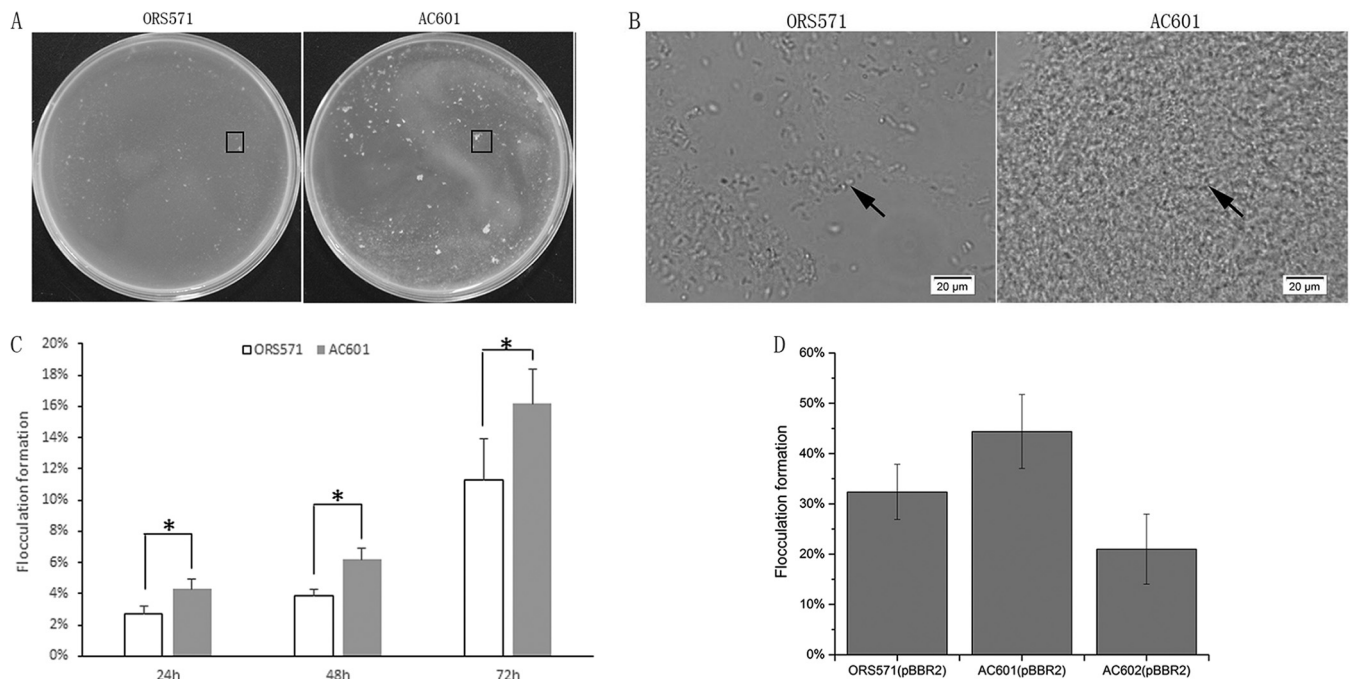 A
ORS571
AC601
B
ORS571
AC601
20 µm
20 µm
C
Flocculation formation
20%
18%
16%
14%
12%
10%
8%
6%
4%
2%
0%
ORS571
AC601
*
*
*
24h
48h
72h
D
Flocculation formation
60%
50%
40%
30%
20%
10%
0%
ORS571(pBBR2)
AC601(pBBR2)
AC602(pBBR2)